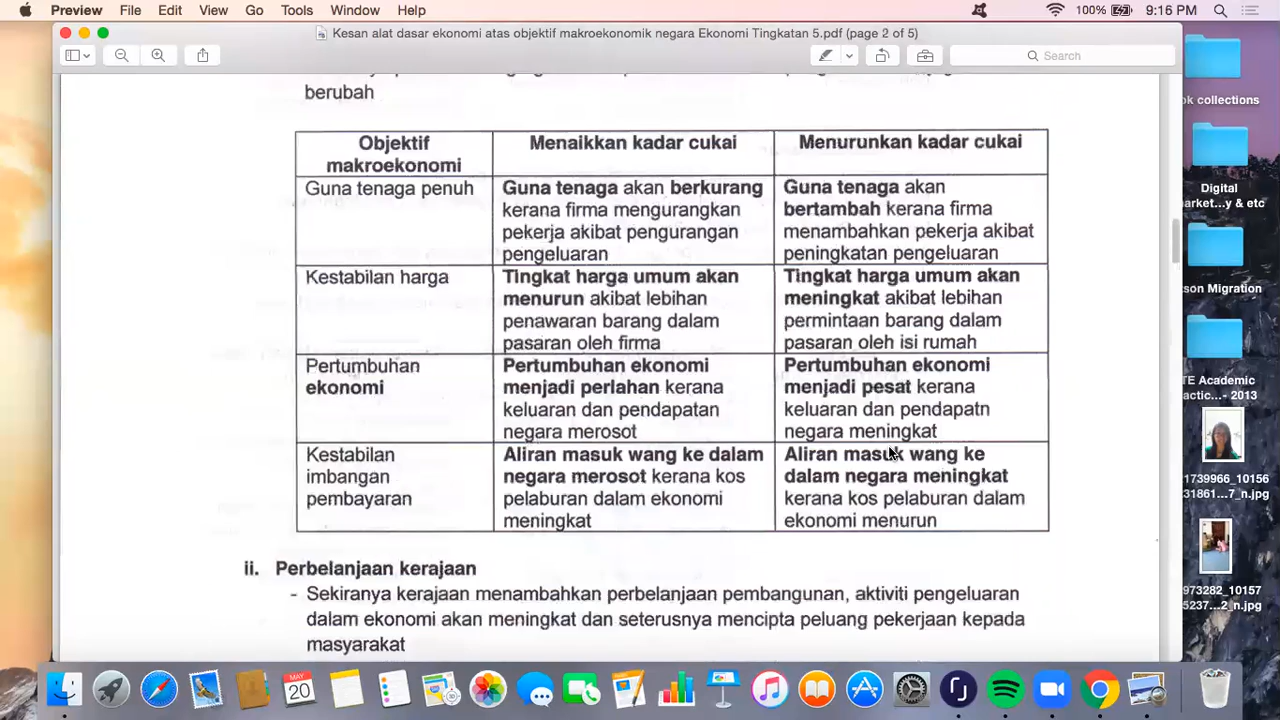 Preview File Edit View Go Tools Window Help 100% 9:16 PM
Kesan alat dasar ekonomi atas objektif makroekonomik negara Ekonomi Tingkatan 5.pdf (page 2 of 5)
Search
berubah
Objektif makroekonomi
Menaikkan kadar cukai
Menurunkan kadar cukai
Guna tenaga penuh
Guna tenaga akan berkurang
kerana firma mengurangkan
pekerja akibat pengurangan
pengeluaran
Guna tenaga akan
bertambah kerana firma
menambahkan pekerja akibat
peningkatan pengeluaran
Kestabilan harga
Tingkat harga umum akan
menurun akibat lebihan
penawaran barang dalam
pasaran oleh firma
Tingkat harga umum akan
meningkat akibat lebihan
permintaan barang dalam
pasaran oleh isi rumah
Pertumbuhan
ekonomi
Pertumbuhan ekonomi
menjadi perlahan kerana
keluaran dan pendapatan
negara merosot
Pertumbuhan ekonomi
menjadi pesat kerana
keluaran dan pendapatn
negara meningkat
Kestabilan
imbangan
pembayaran
Aliran masuk wang ke dalam
negara merosot kerana kos
pelaburan dalam ekonomi
meningkat
Aliran masuk wang ke
dalam negara meningkat
kerana kos pelaburan dalam
ekonomi menurun
ii. Perbelanjaan kerajaan
- Sekiranya kerajaan menambahkan perbelanjaan pembangunan, aktiviti pengeluaran
dalam ekonomi akan meningkat dan seterusnya mencipta peluang pekerjaan kepada
masyarakat
ok collections
Digital
arket...y & etc
son Migration
TE Academic
actic...- 2013
1739966_10156
31861...7_n.jpg
973282_10157
5237...2_n.jpg
MAY
20